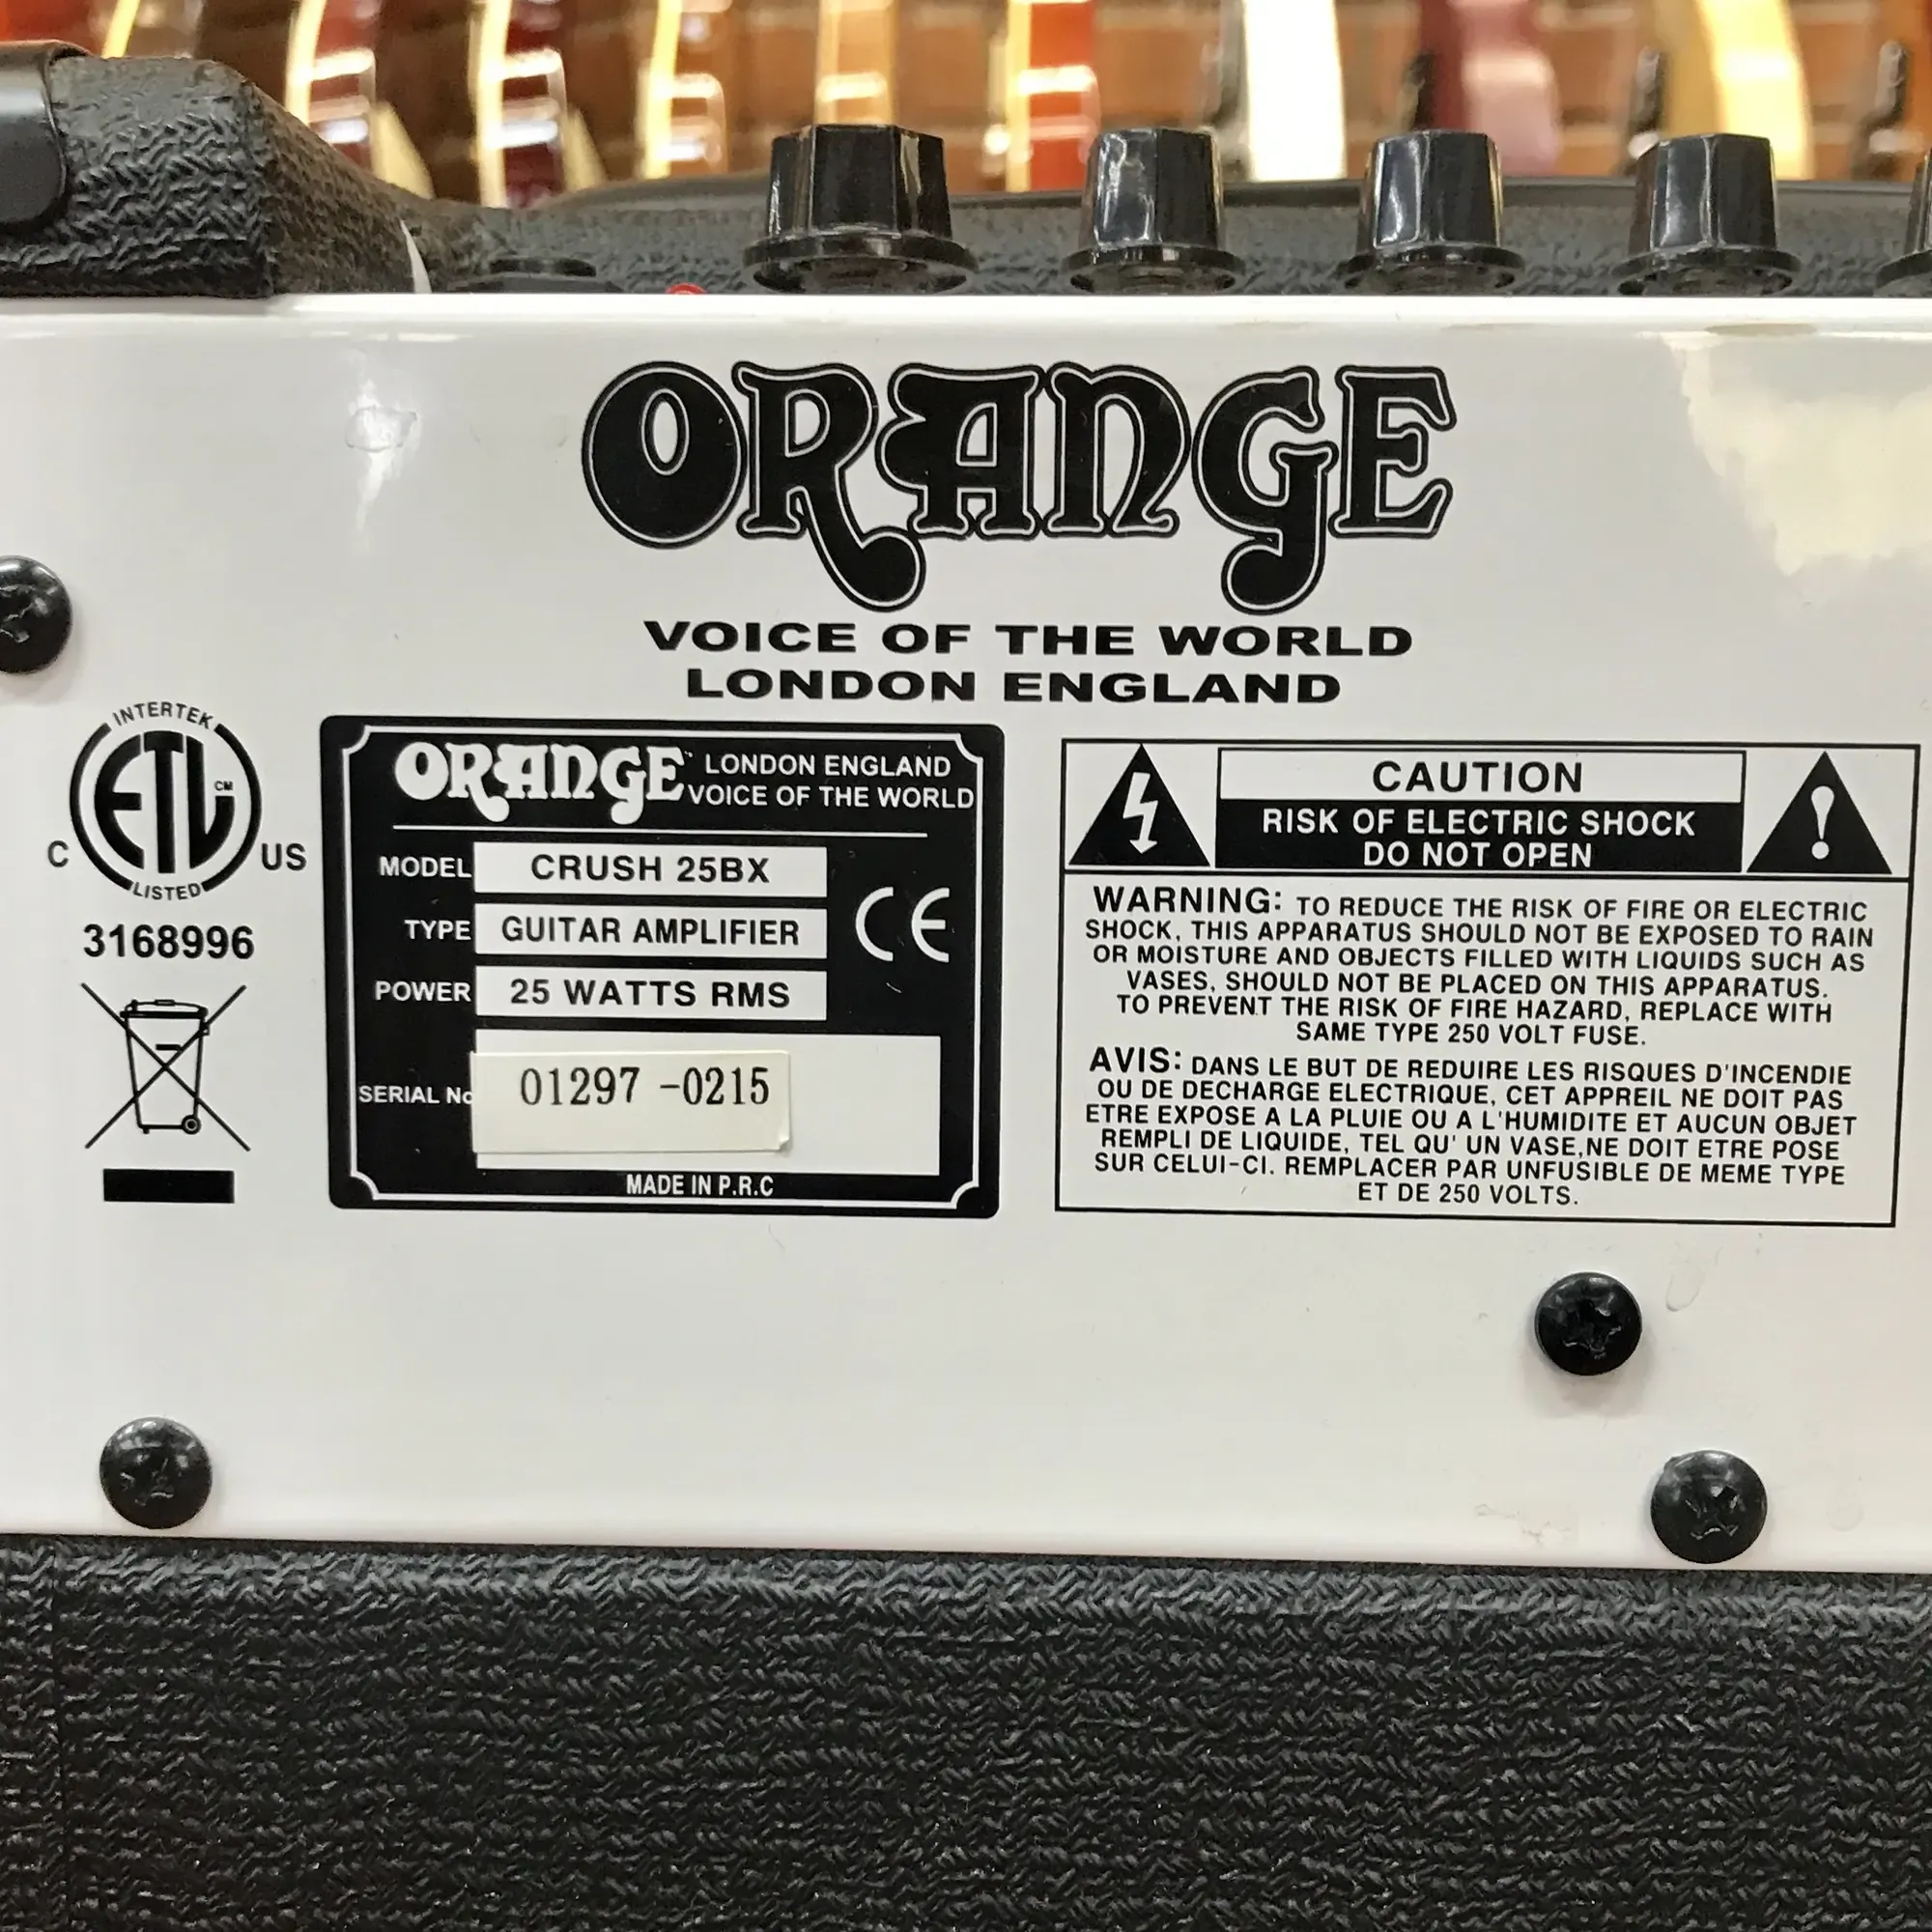 ORANGE
VOICE OF THE WORLD
LONDON ENGLAND
INTERTEK
ETL CM
C US
LISTED
3168996
ORANGE LONDON ENGLAND
VOICE OF THE WORLD
MODEL CRUSH 25BX
TYPE GUITAR AMPLIFIER
POWER 25 WATTS RMS
CE
SERIAL No 01297 -0215
MADE IN P.R.C
CAUTION
RISK OF ELECTRIC SHOCK
DO NOT OPEN
WARNING: TO REDUCE THE RISK OF FIRE OR ELECTRIC
SHOCK, THIS APPARATUS SHOULD NOT BE EXPOSED TO RAIN
OR MOISTURE AND OBJECTS FILLED WITH LIQUIDS SUCH AS
VASES, SHOULD NOT BE PLACED ON THIS APPARATUS.
TO PREVENT THE RISK OF FIRE HAZARD, REPLACE WITH
SAME TYPE 250 VOLT FUSE.
AVIS: DANS LE BUT DE REDUIRE LES RISQUES D'INCENDIE
OU DE DECHARGE ELECTRIQUE, CET APPREIL NE DOIT PAS
ETRE EXPOSE A LA PLUIE OU A L'HUMIDITE ET AUCUN OBJET
REMPLI DE LIQUIDE, TEL QU' UN VASE,NE DOIT ETRE POSE
SUR CELUI-CI. REMPLACER PAR UNFUSIBLE DE MEME TYPE
ET DE 250 VOLTS.